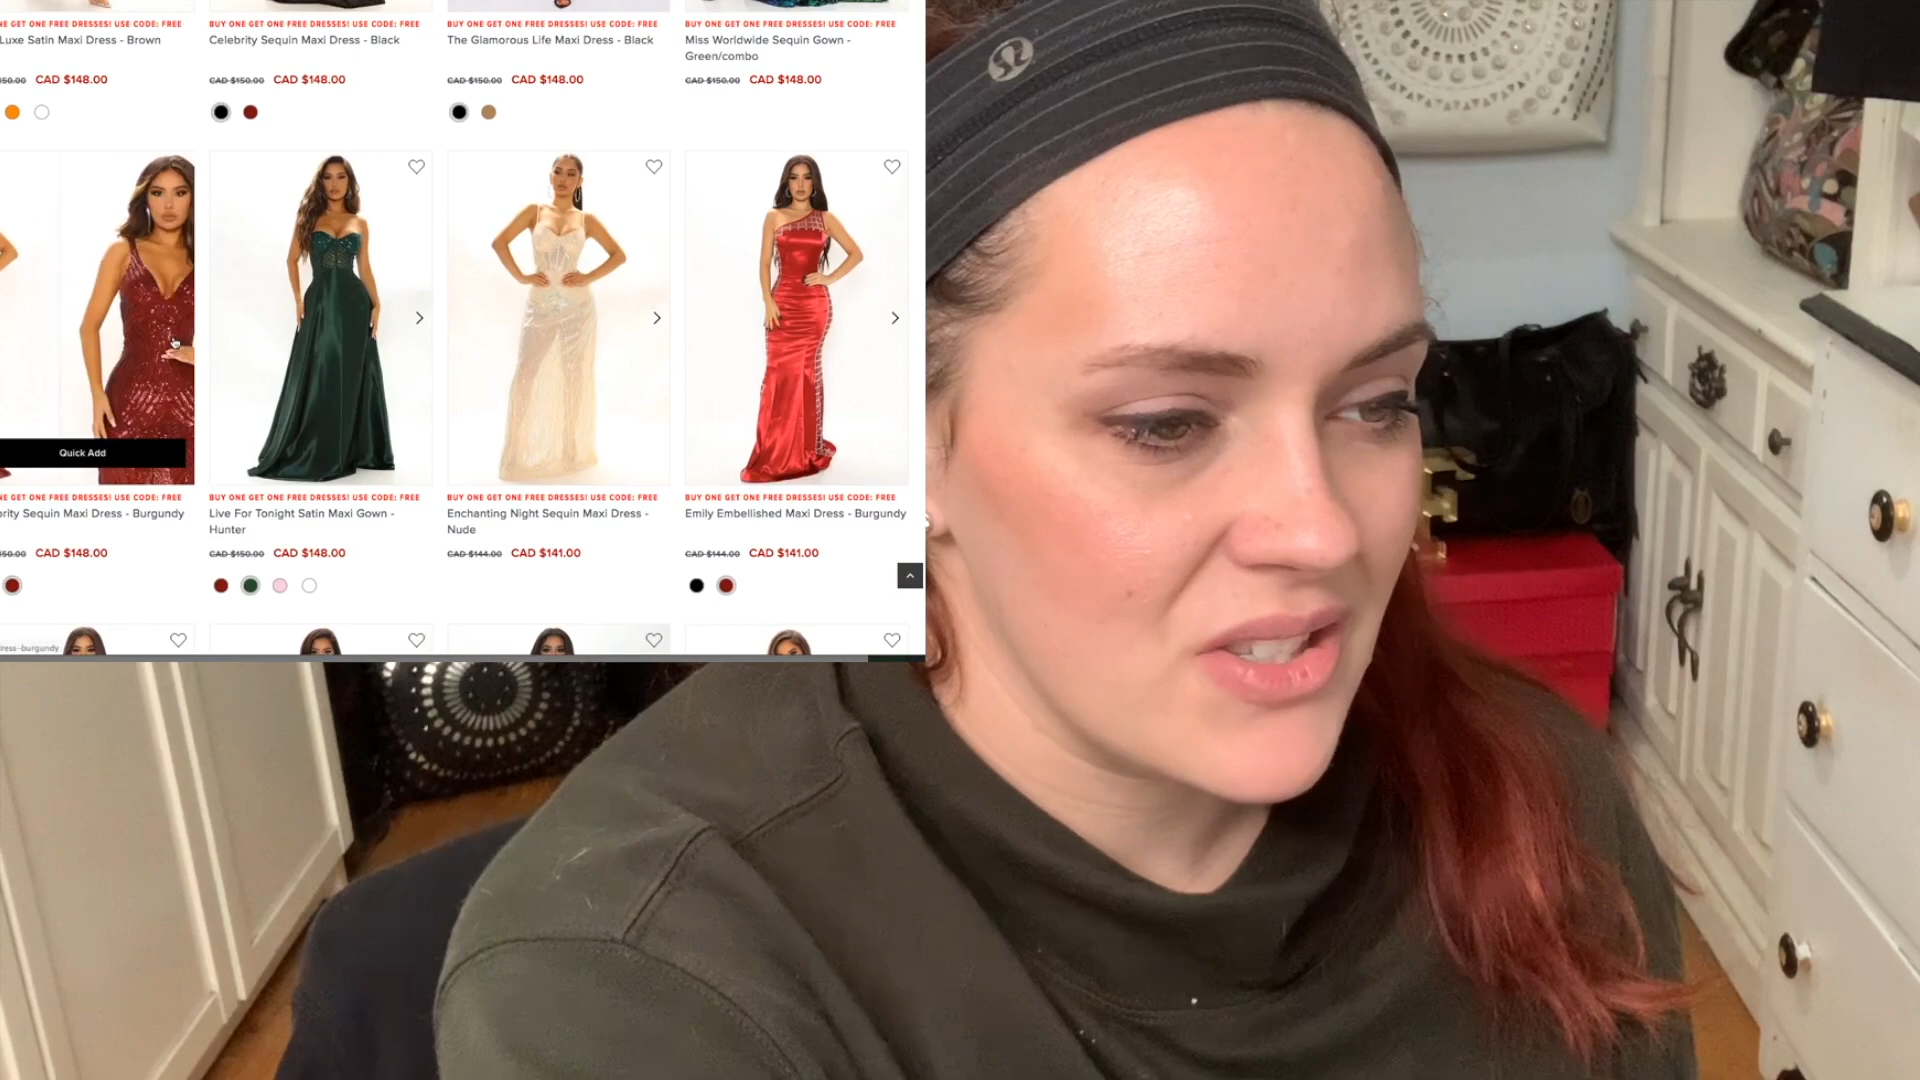 BUY ONE GET ONE FREE DRESSES! USE CODE: FREE
BUY ONE GET ONE FREE DRESSES! USE CODE: FREE
BUY ONE GET ONE FREE DRESSES! USE CODE: FREE
GET ONE FREE DRESSES! USE CODE: FREE
Luxe Satin Maxi Dress - Brown
Celebrity Sequin Maxi Dress - Black
The Glamorous Life Maxi Dress - Black
Miss Worldwide Sequin Gown -
Green/combo
50.00 CAD $148.00
CAD $150.00 CAD $148.00
CAD $150.00 CAD $148.00
CAD $150.00 CAD $148.00
Quick Add
GET ONE FREE DRESSES! USE CODE: FREE
BUY ONE GET ONE FREE DRESSES! USE CODE: FREE
BUY ONE GET ONE FREE DRESSES! USE CODE: FREE
BUY ONE GET ONE FREE DRESSES! USE CODE: FREE
rity Sequin Maxi Dress - Burgundy
Live For Tonight Satin Maxi Gown -
Hunter
Enchanting Night Sequin Maxi Dress -
Nude
Emily Embellished Maxi Dress - Burgundy
50.00 CAD $148.00
CAD $150.00 CAD $148.00
CAD $144.00 CAD $141.00
CAD $144.00 CAD $141.00
ress-burgundy